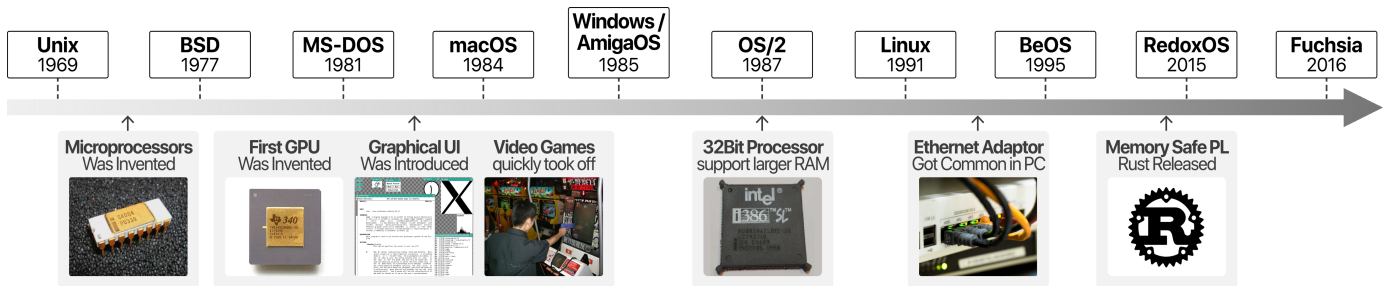 Unix
1969
BSD
1977
MS-DOS
1981
macOS
1984
Windows /
AmigaOS
1985
OS/2
1987
Linux
1991
BeOS
1995
RedoxOS
2015
Fuchsia
2016
Microprocessors
Was Invented
First GPU
Was Invented
Graphical UI
Was Introduced
Video Games
quickly took off
32Bit Processor
support larger RAM
Ethernet Adaptor
Got Common in PC
Memory Safe PL
Rust Released
340
X
intel
i386™ SC
R